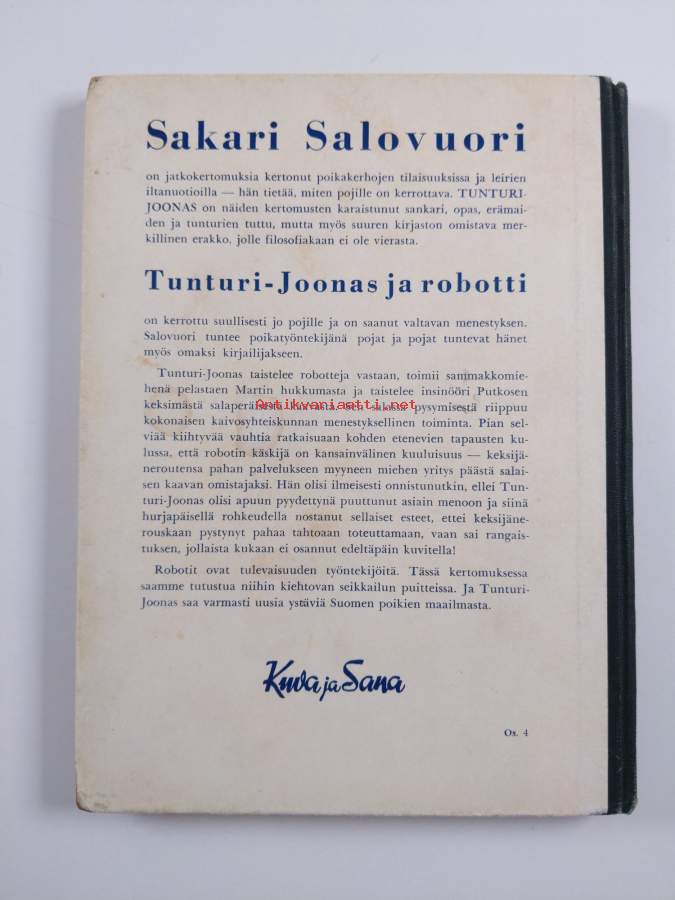 Sakari Salovuori
on jatkokertomuksia kertonut poikakerhojen tilaisuuksissa ja leirien
iltanuotioilla — hän tietää, miten pojille on kerrottava. TUNTURI-
JOONAS on näiden kertomusten karaistunut sankari, opas, erämai-
den ja tunturien tuttu, mutta myös suuren kirjaston omistava mer-
killinen erakko, jolle filosofiakaan ei ole vierasta.
Tunturi-Joonas ja robotti
on kerrottu suullisesti jo pojille ja on saanut valtavan menestyksen.
Salovuori tuntee poikatyöntekijänä pojat ja pojat tuntevat hänet
myös omaksi kirjailijakseen.
Tunturi-Joonas taistelee robotteja vastaan, toimii sammakkomie-
henä pelastaen Martin hukkumasta ja taistelee insinööri Putkosen
keksimästä salaperäisestä kaavasta. Sen salassa pysymisestä riippuu
Antikvariaatti.net
kokonaisen kaivosyhteiskunnan menestyksellinen toiminta. Pian sel-
viää kiihtyvää vauhtia ratkaisuaan kohden etenevien tapausten ku-
lussa, että robotin käskijä on kansainvälinen kuuluisuus — keksijä-
neroutensa pahan palvelukseen myyneen miehen yritys päästä salai-
sen kaavan omistajaksi. Hän olisi ilmeisesti onnistunutkin, ellei Tun-
turi-Joonas olisi apuun pyydettynä puuttunut asiain menoon ja siinä
hurjapäisellä rohkeudella nostanut sellaiset esteet, ettei keksijäne-
rouskaan pystynyt pahaa tahtoaan toteuttamaan, vaan sai rangais-
tuksen, jollaista kukaan ei osannut edeltäpäin kuvitella!
Robotit ovat tulevaisuuden työntekijöitä. Tässä kertomuksessa
saamme tutustua niihin kiehtovan seikkailun puitteissa. Ja Tunturi-
Joonas saa varmasti uusia ystäviä Suomen poikien maailmasta.
Kuva ja Sana
Os. 4